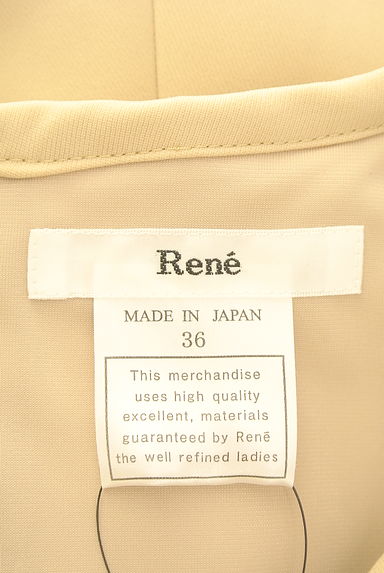 René
MADE IN JAPAN
36
This merchandise
uses high quality
excellent, materials
guaranteed by René
the well refined ladies